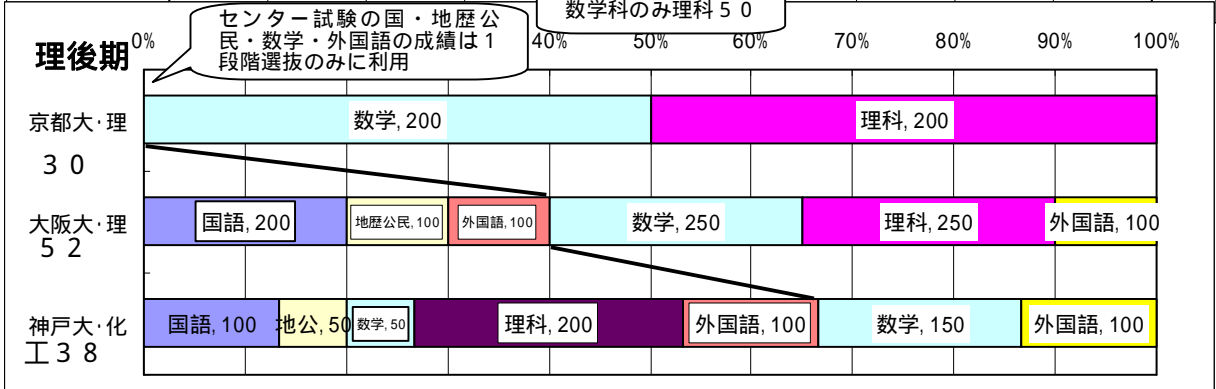 数学科のみ理科５０
センター試験の国・地歴公
民・数学・外国語の成績は１
段階選抜のみに利用
理後期
0% 40% 50% 60% 70% 80% 90% 100%
京都大・理
３０
数学, 200 理科, 200
大阪大・理
５２
国語, 200 地歴公民, 100 外国語, 100 数学, 250 理科, 250 外国語, 100
神戸大・化
工３８
国語, 100 地公, 50 数学, 50 理科, 200 外国語, 100 数学, 150 外国語, 100